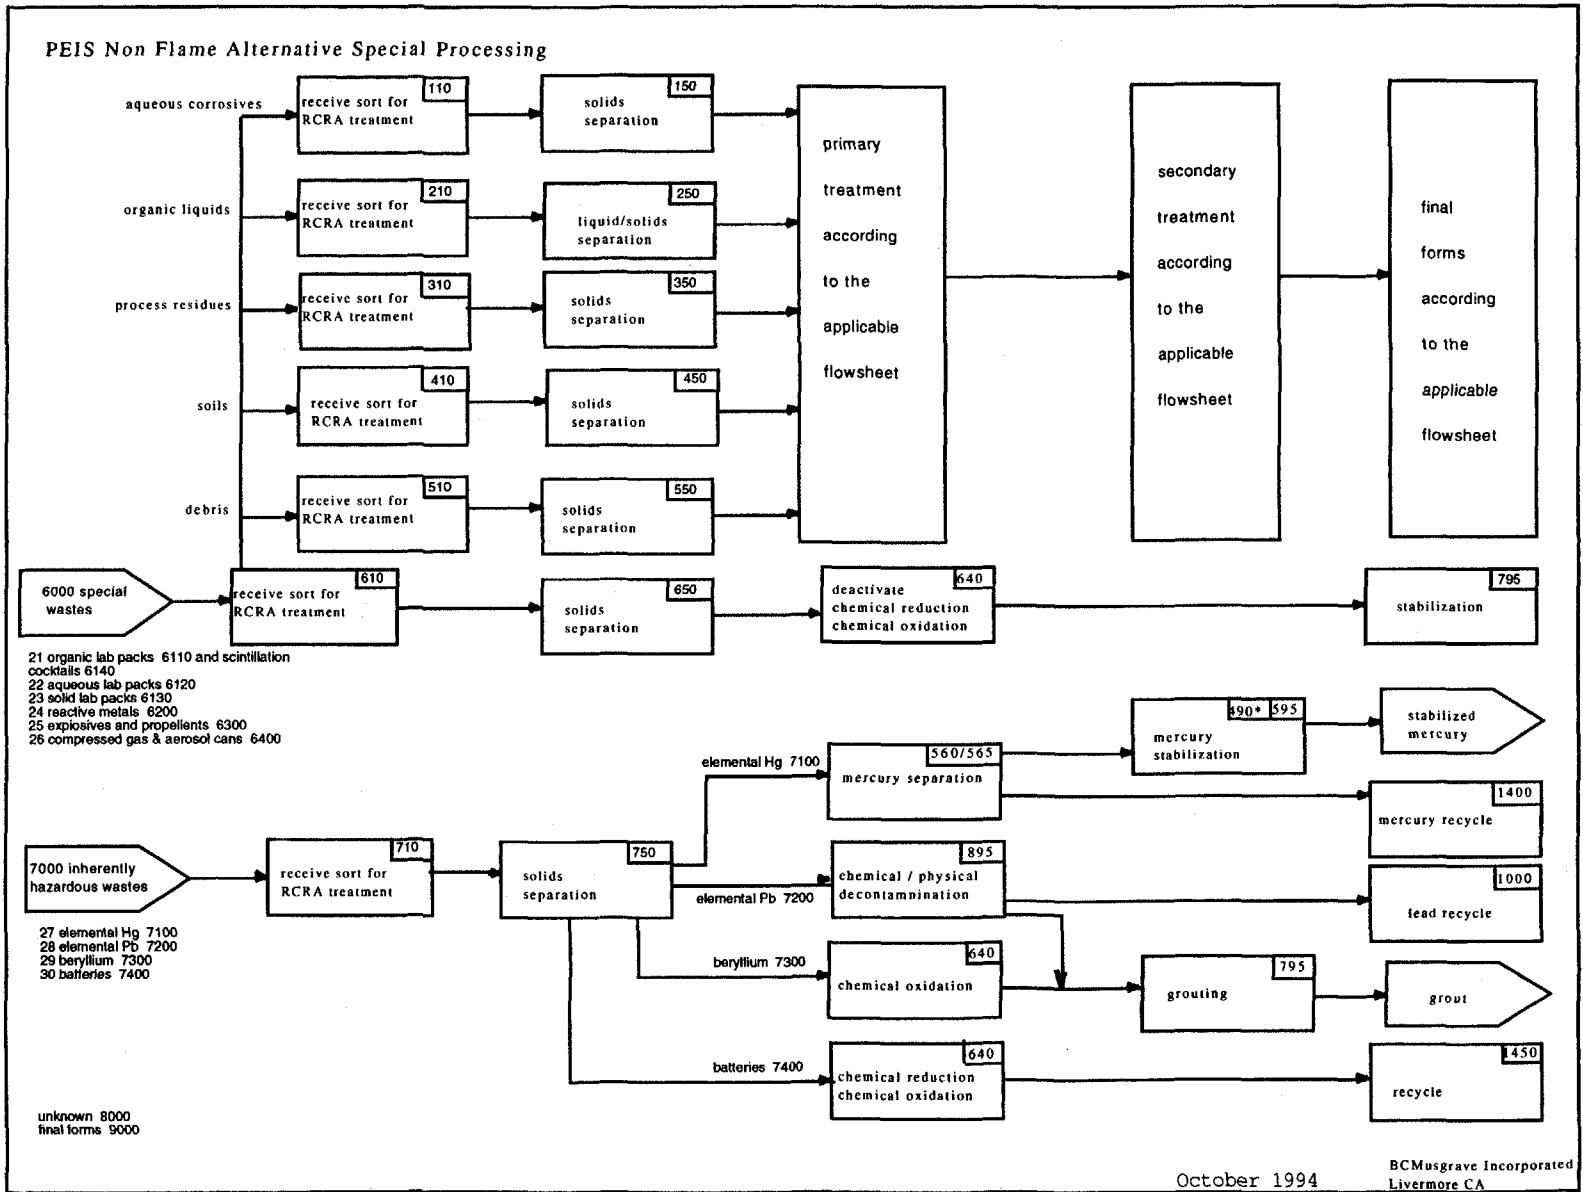 PEIS Non Flame Alternative Special Processing
aqueous corrosives
110
receive sort for
RCRA treatment
150
solids
separation
organic liquids
210
receive sort for
RCRA treatment
250
liquid/solids
separation
process residues
310
receive sort for
RCRA treatment
350
solids
separation
soils
410
receive sort for
RCRA treatment
450
solids
separation
debris
510
receive sort for
RCRA treatment
550
solids
separation
primary
treatment
according
to the
applicable
flowsheet
secondary
treatment
according
to the
applicable
flowsheet
final
forms
according
to the
applicable
flowsheet
6000 special
wastes
610
receive sort for
RCRA treatment
650
solids
separation
640
deactivate
chemical reduction
chemical oxidation
795
stabilization
21 organic lab packs 6110 and scintillation
cocktails 6140
22 aqueous lab packs 6120
23 solid lab packs 6130
24 reactive metals 6200
25 explosives and propellents 6300
26 compressed gas & aerosol cans 6400
7000 inherently
hazardous wastes
710
receive sort for
RCRA treatment
750
solids
separation
27 elemental Hg 7100
28 elemental Pb 7200
29 beryllium 7300
30 batteries 7400
elemental Hg 7100
560/565
mercury separation
490* 595
mercury
stabilization
stabilized
mercury
1400
mercury recycle
elemental Pb 7200
895
chemical / physical
decontamnination
1000
lead recycle
beryllium 7300
640
chemical oxidation
795
grouting
grout
batteries 7400
640
chemical reduction
chemical oxidation
1450
recycle
unknown 8000
final forms 9000
October 1994
BCMusgrave Incorporated
Livermore CA